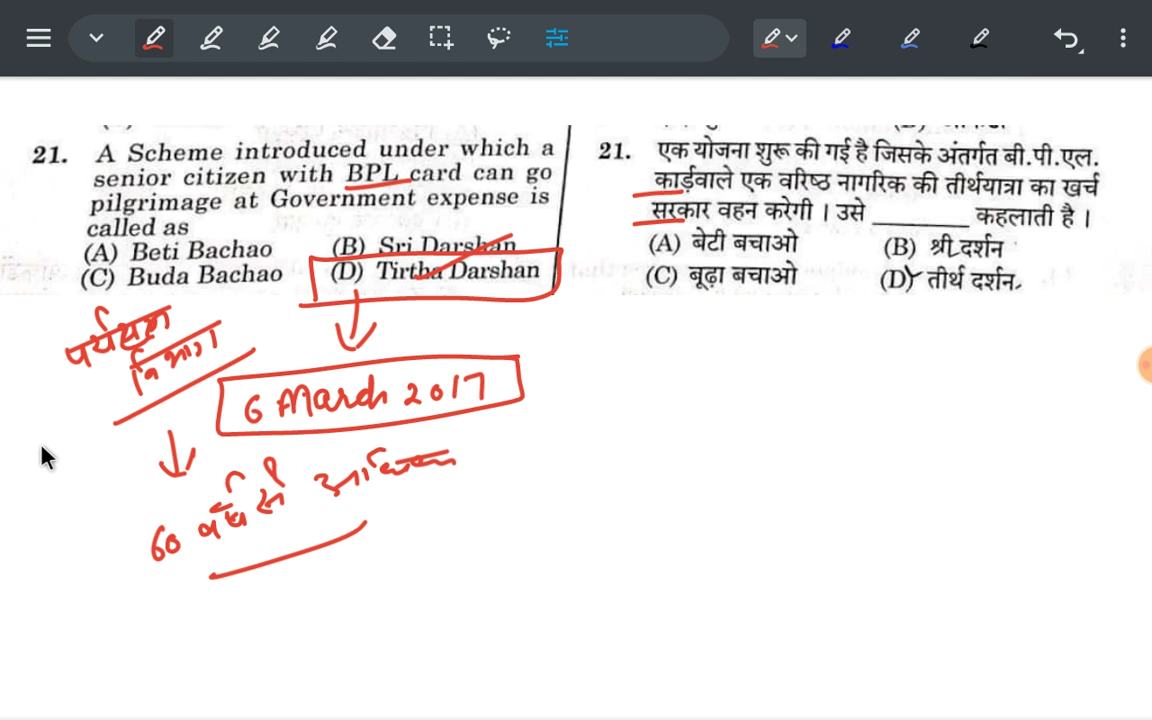 21. A Scheme introduced under which a
senior citizen with BPL card can go
pilgrimage at Government expense is
called as
(A) Beti Bachao (B) Sri Darshan
(C) Buda Bachao (D) Tirtha Darshan
21. एक योजना शुरू की गई है जिसके अंतर्गत बी.पी.एल.
कार्डवाले एक वरिष्ठ नागरिक की तीर्थयात्रा का खर्च
सरकार वहन करेगी । उसे ________ कहलाती है ।
(A) बेटी बचाओ (B) श्री दर्शन
(C) बूढ़ा बचाओ (D) तीर्थ दर्शन
विभाग
6 March 2017
60 वर्ष से अधिक